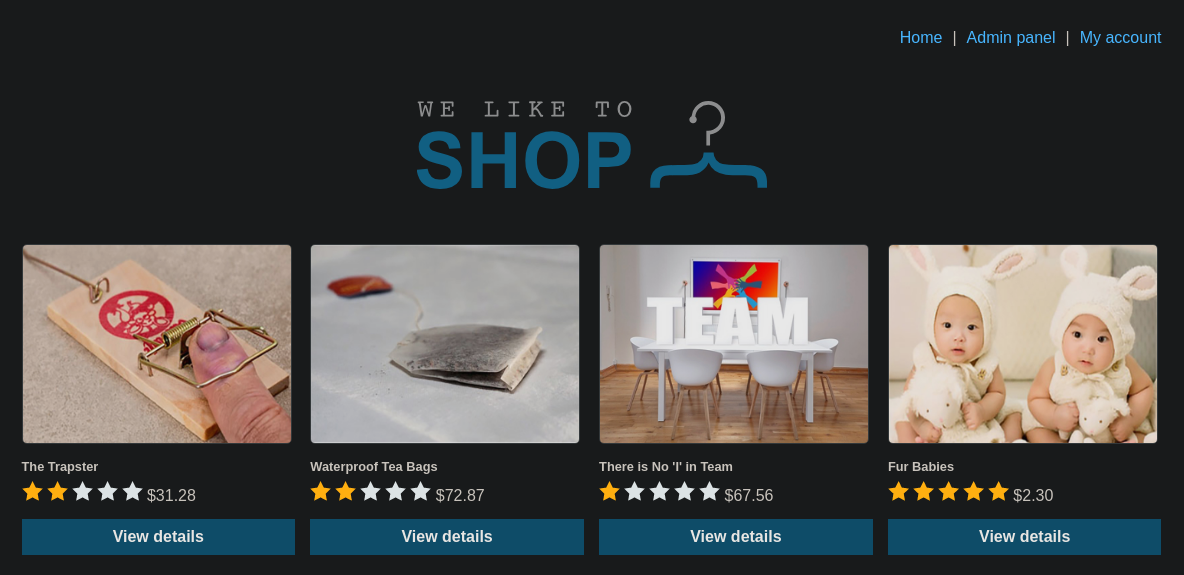 Home | Admin panel | My account
WE LIKE TO
SHOP
TEAM
The Trapster
Waterproof Tea Bags
There is No 'I' in Team
Fur Babies
$31.28
$72.87
$67.56
$2.30
View details
View details
View details
View details